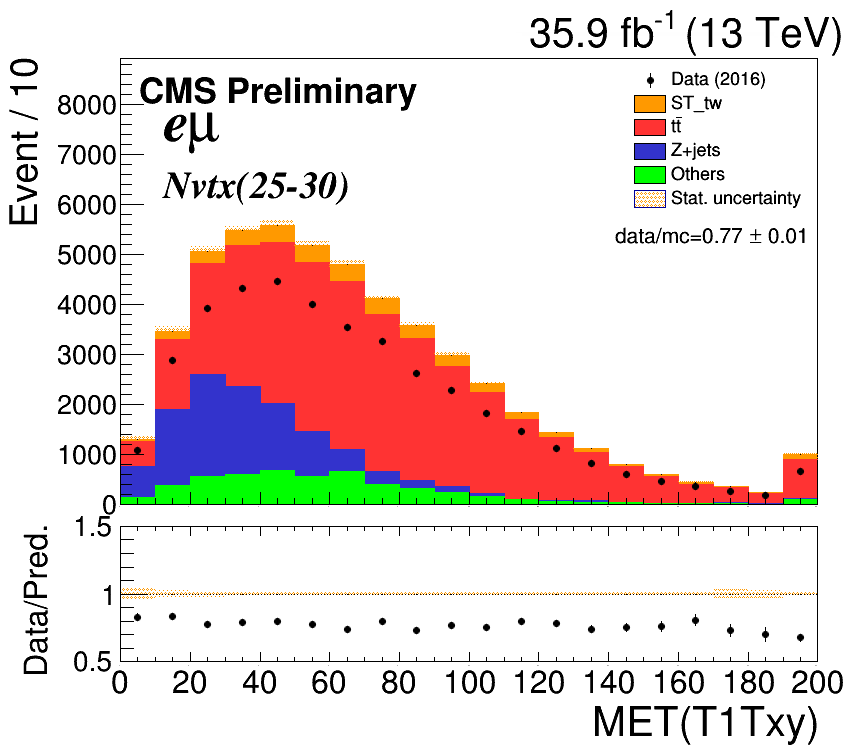 35.9 fb-1 (13 TeV)
Event / 10
CMS Preliminary
eμ
Nvtx(25-30)
Data (2016)
ST_tw
tt̄
Z+jets
Others
Stat. uncertainty
data/mc=0.77 ± 0.01
8000
7000
6000
5000
4000
3000
2000
1000
0
Data/Pred.
1.5
1
0.5
0 20 40 60 80 100 120 140 160 180 200
MET(T1Txy)